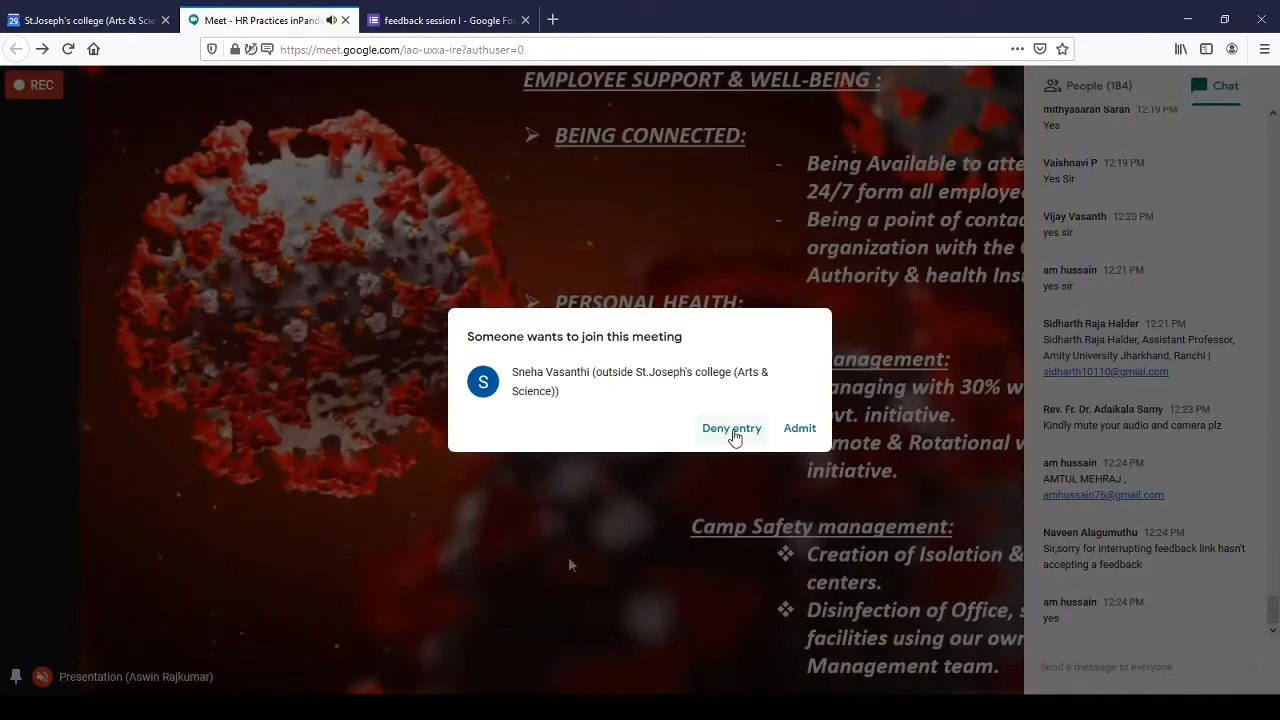 StJoseph's college (Arts & Scie
Meet - HR Practices inPand
feedback session I - Google Fo
https://meet.google.com/iao-uxxa-ire?authuser=0
REC
EMPLOYEE SUPPORT & WELL-BEING :
BEING CONNECTED:
- Being Available to atte
24/7 form all employe
- Being a point of contac
organization with the
Authority & health Ins
PERSONAL HEALTH:
anagement:
naging with 30% w
vt. initiative.
mote & Rotational w
initiative.
Camp Safety management:
Creation of Isolation &
centers.
Disinfection of Office, s
facilities using our own
Management team.
Someone wants to join this meeting
S
Sneha Vasanthi (outside St.Joseph's college (Arts &
Science))
Deny entry
Admit
Presentation (Aswin Rajkumar)
People (184)
Chat
mithyasaran Saran 12:19 PM
Yes
Vaishnavi P 12:19 PM
Yes Sir
Vijay Vasanth 12:20 PM
yes sir
am hussain 12:21 PM
yes sir
Sidharth Raja Halder 12:21 PM
Sidharth Raja Halder, Assistant Professor,
Amity University Jharkhand, Ranchi |
sidharth10110@gmial.com
Rev. Fr. Dr. Adaikala Samy 12:23 PM
Kindly mute your audio and camera plz
am hussain 12:24 PM
AMTUL MEHRAJ ,
amhussain76@gmail.com
Naveen Alagumuthu 12:24 PM
Sir,sorry for interrupting feedback link hasn't
accepting a feedback
am hussain 12:24 PM
yes
Send a message to everyone